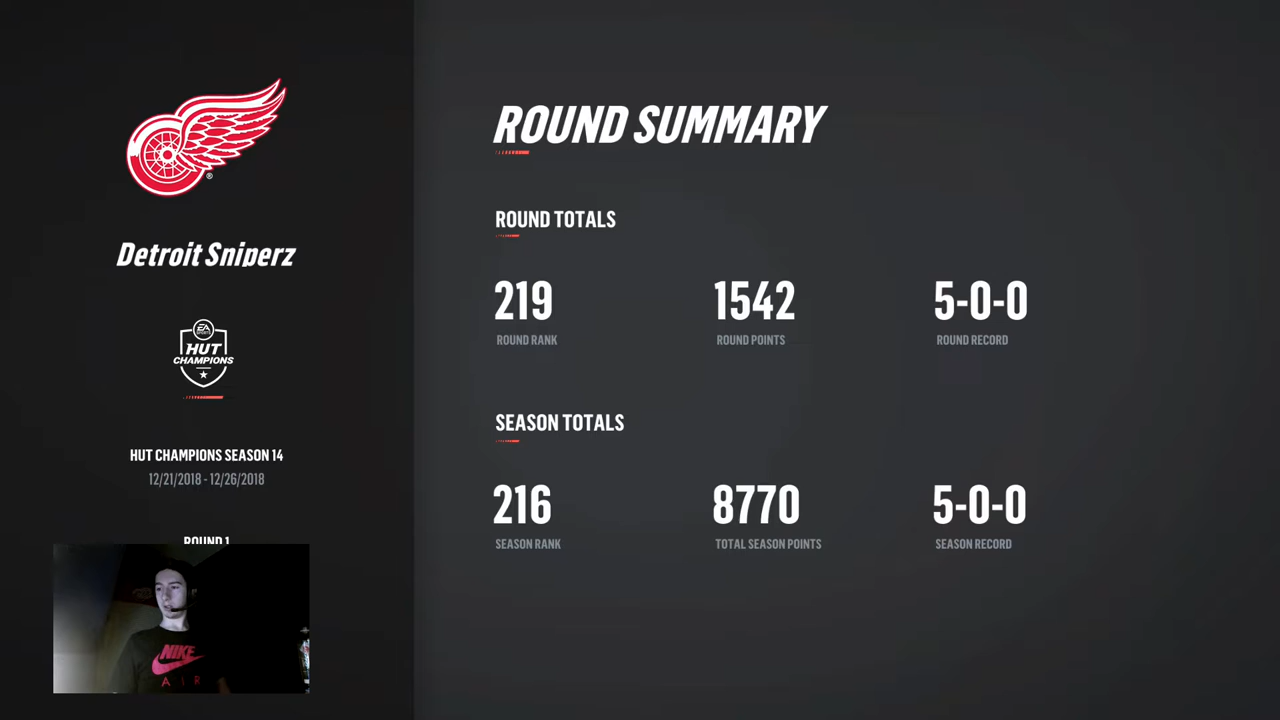 ®
Detroit Sniperz
EA
SPORTS
HUT
CHAMPIONS
HUT CHAMPIONS SEASON 14
12/21/2018 - 12/26/2018
ROUND 1
NIKE
AIR
ROUND SUMMARY
ROUND TOTALS
219 1542 5-0-0
ROUND RANK ROUND POINTS ROUND RECORD
SEASON TOTALS
216 8770 5-0-0
SEASON RANK TOTAL SEASON POINTS SEASON RECORD